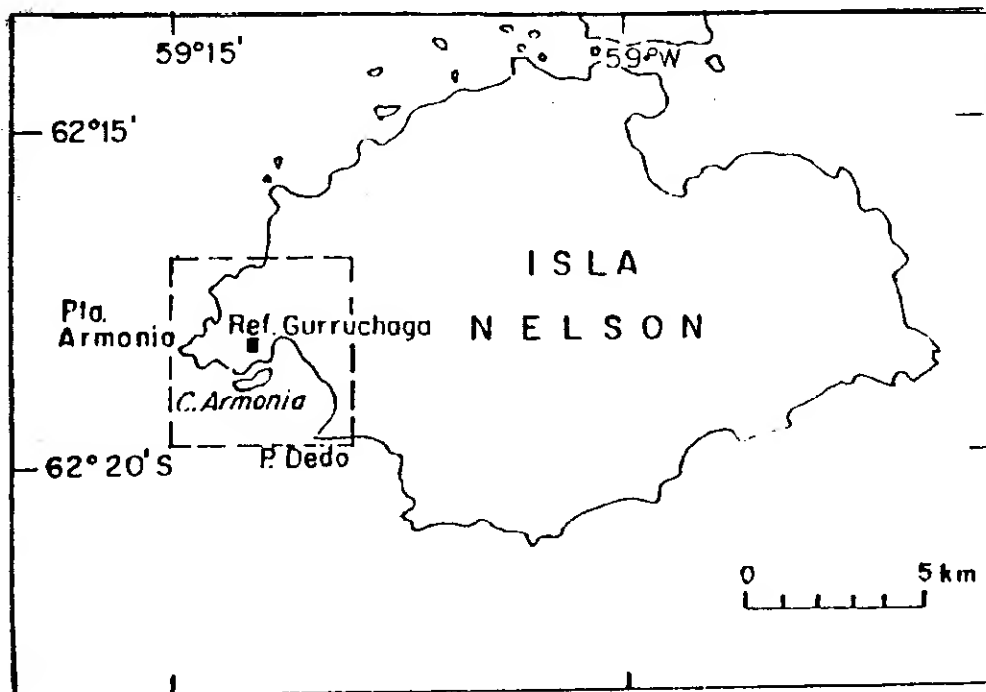 59°15'
59°W
62°15'
ISLA
NELSON
Pta.
Armonia
Ref. Gurruchaga
C. Armonia
P. Dedo
62°20'S
0 5 km